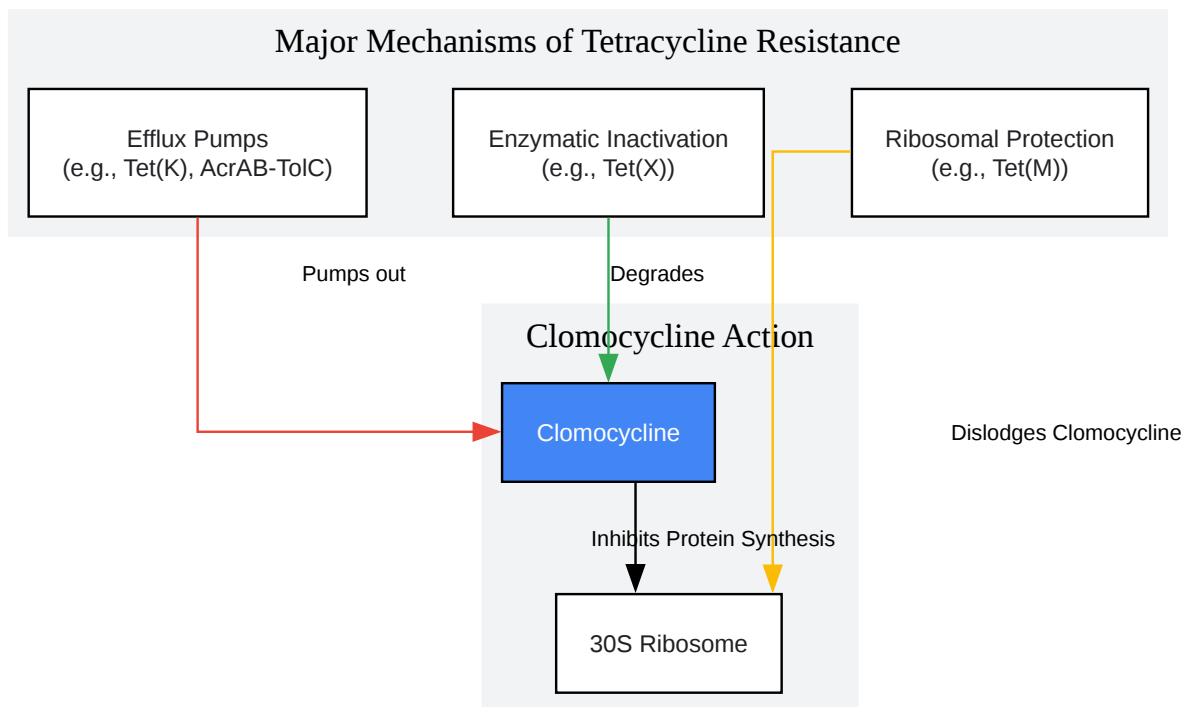 Major Mechanisms of Tetracycline Resistance
Efflux Pumps
(e.g., Tet(K), AcrAB-TolC)
Enzymatic Inactivation
(e.g., Tet(X))
Ribosomal Protection
(e.g., Tet(M))
Pumps out
Degrades
Clomocycline Action
Clomocycline
Dislodges Clomocycline
Inhibits Protein Synthesis
30S Ribosome